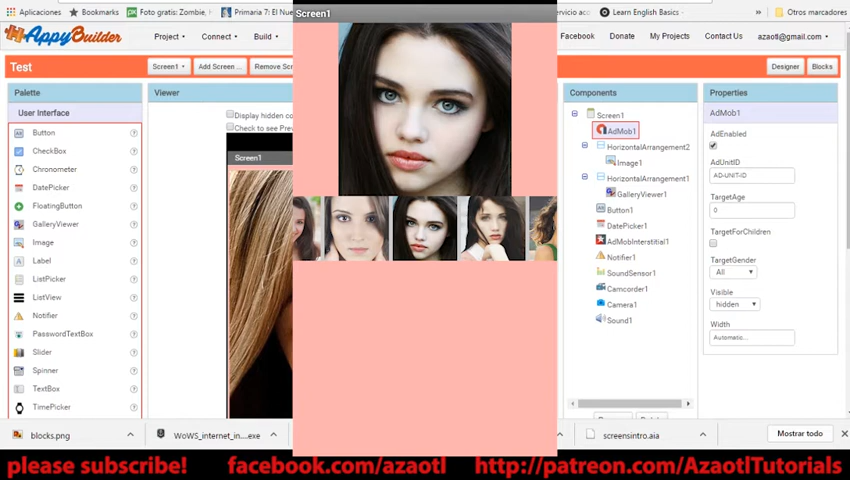 Aplicaciones
Bookmarks
Foto gratis: Zombie,
Primaria 7: El Nue
ervicio ac
Learn English Basic -
Otros marcadores
AppyBuilder
Project
Connect
Build
Facebook
Donate
My Projects
Contact Us
azaotl@gmail.com
Test
Screen1
Add Screen ...
Remove Scre
Designer
Blocks
Palette
User Interface
Button
CheckBox
Chronometer
DatePicker
FloatingButton
GalleryViewer
Image
Label
ListPicker
ListView
Notifier
PasswordTextBox
Slider
Spinner
TextBox
TimePicker
Viewer
Display hidden co
Check to see Prev
Screen1
Screen1
Components
Screen1
AdMob1
HorizontalArrangement2
Image1
HorizontalArrangement1
GalleryViewer1
Button1
DatePicker1
AdMobInterstitial1
Notifier1
SoundSensor1
Camcorder1
Camera1
Sound1
Properties
AdMob1
AdEnabled
AdUnitID
AD-UNIT-ID
TargetAge
0
TargetForChildren
TargetGender
All
Visible
hidden
Width
Automatic...
blocks.png
WoWS_internet_in....exe
screensintro.aia
Mostrar todo
please subscribe! facebook.com/azaotl http://patreon.com/AzaotlTutorials